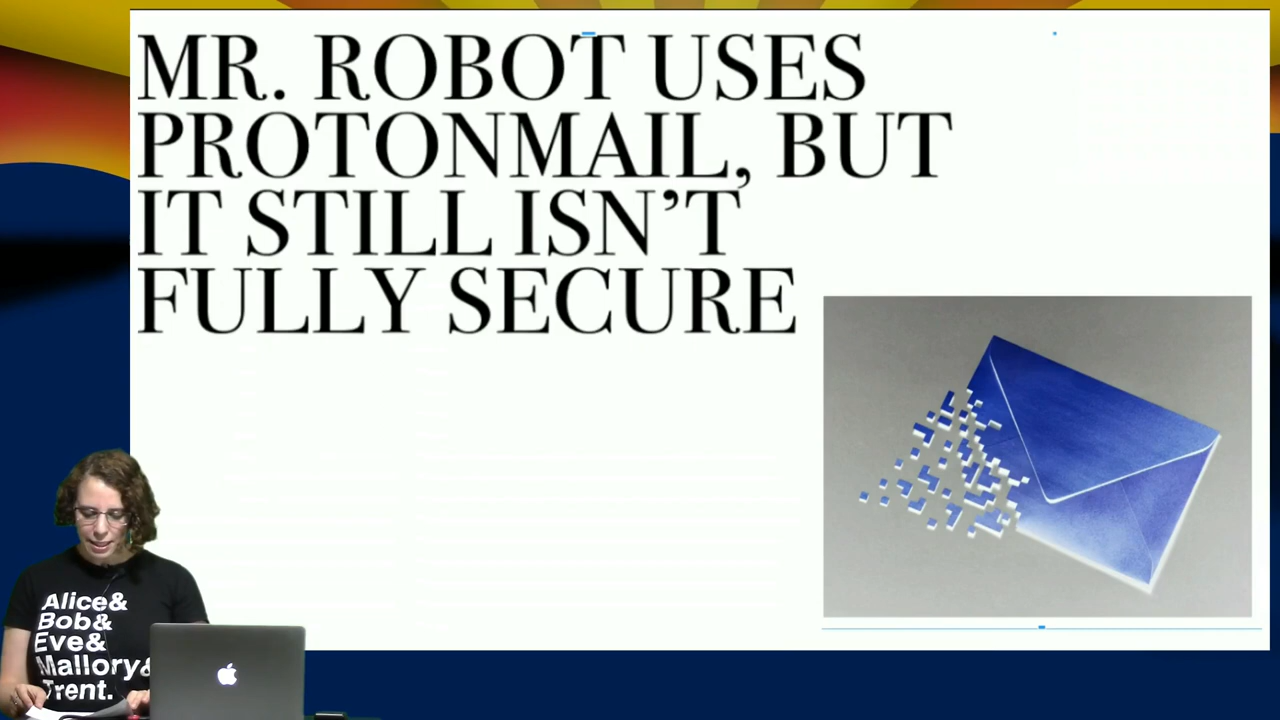 MR. ROBOT USES
PROTONMAIL, BUT
IT STILL ISN’T
FULLY SECURE
Alice&
Bob&
Eve&
Mallory&
Trent.